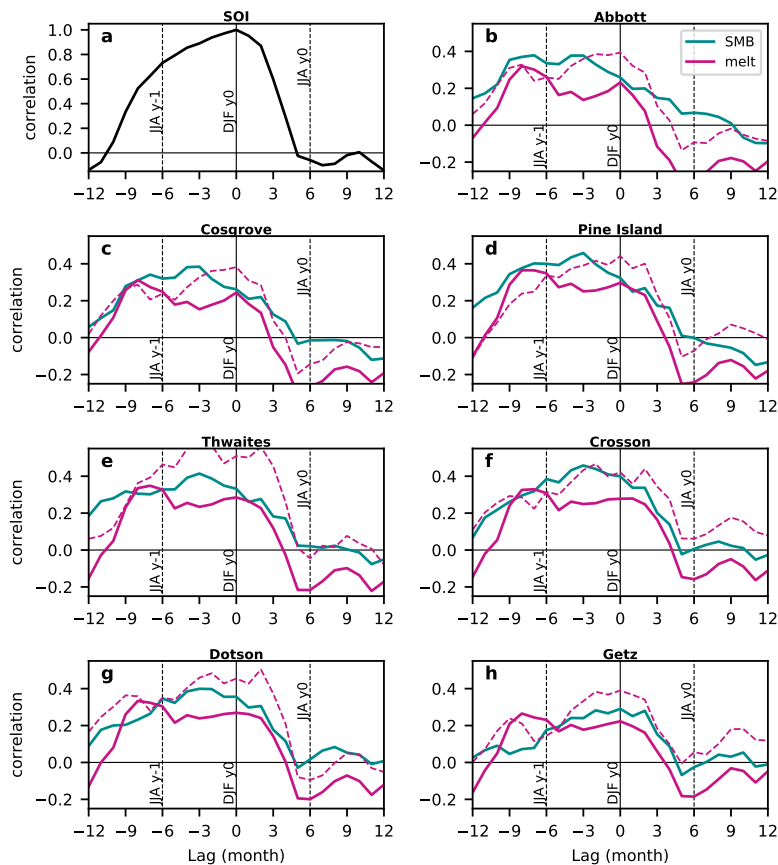 SOI
a
correlation
1.0
0.8
0.6
0.4
0.2
0.0
JJA y-1
DJF y0
JJA y0
−12 −9 −6 −3 0 3 6 9 12
Abbott
b
SMB
melt
0.4
0.2
0.0
−0.2
JJA y-1
DJF y0
JJA y0
−12 −9 −6 −3 0 3 6 9 12
Cosgrove
c
correlation
0.4
0.2
0.0
−0.2
JJA y-1
DJF y0
JJA y0
−12 −9 −6 −3 0 3 6 9 12
Pine Island
d
0.4
0.2
0.0
−0.2
JJA y-1
DJF y0
JJA y0
−12 −9 −6 −3 0 3 6 9 12
Thwaites
e
correlation
0.4
0.2
0.0
−0.2
JJA y-1
DJF y0
JJA y0
−12 −9 −6 −3 0 3 6 9 12
Crosson
f
0.4
0.2
0.0
−0.2
JJA y-1
DJF y0
JJA y0
−12 −9 −6 −3 0 3 6 9 12
Dotson
g
correlation
0.4
0.2
0.0
−0.2
JJA y-1
DJF y0
JJA y0
−12 −9 −6 −3 0 3 6 9 12
Lag (month)
Getz
h
0.4
0.2
0.0
−0.2
JJA y-1
DJF y0
JJA y0
−12 −9 −6 −3 0 3 6 9 12
Lag (month)